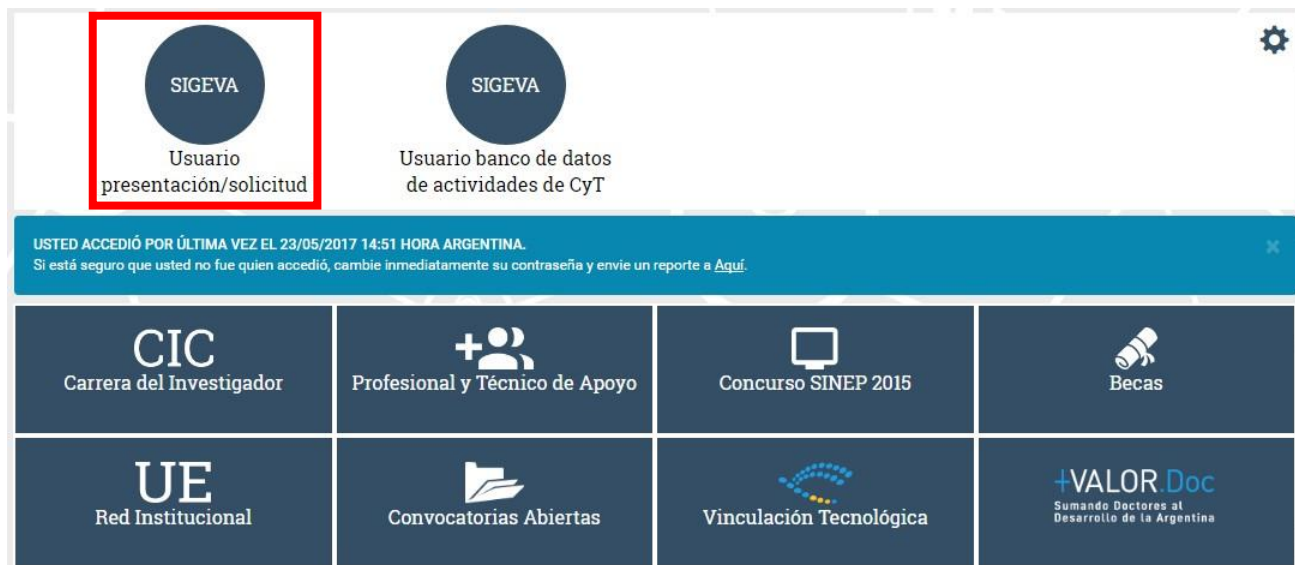 SIGEVA
Usuario
presentación/solicitud
SIGEVA
Usuario banco de datos
de actividades de CyT
USTED ACCEDIÓ POR ÚLTIMA VEZ EL 23/05/2017 14:51 HORA ARGENTINA.
Si está seguro que usted no fue quien accedió, cambie inmediatamente su contraseña y envie un reporte a Aquí.
CIC
Carrera del Investigador
Profesional y Técnico de Apoyo
Concurso SINEP 2015
Becas
UE
Red Institucional
Convocatorias Abiertas
Vinculación Tecnológica
+VALOR.Doc
Sumando Doctores al
Desarrollo de la Argentina